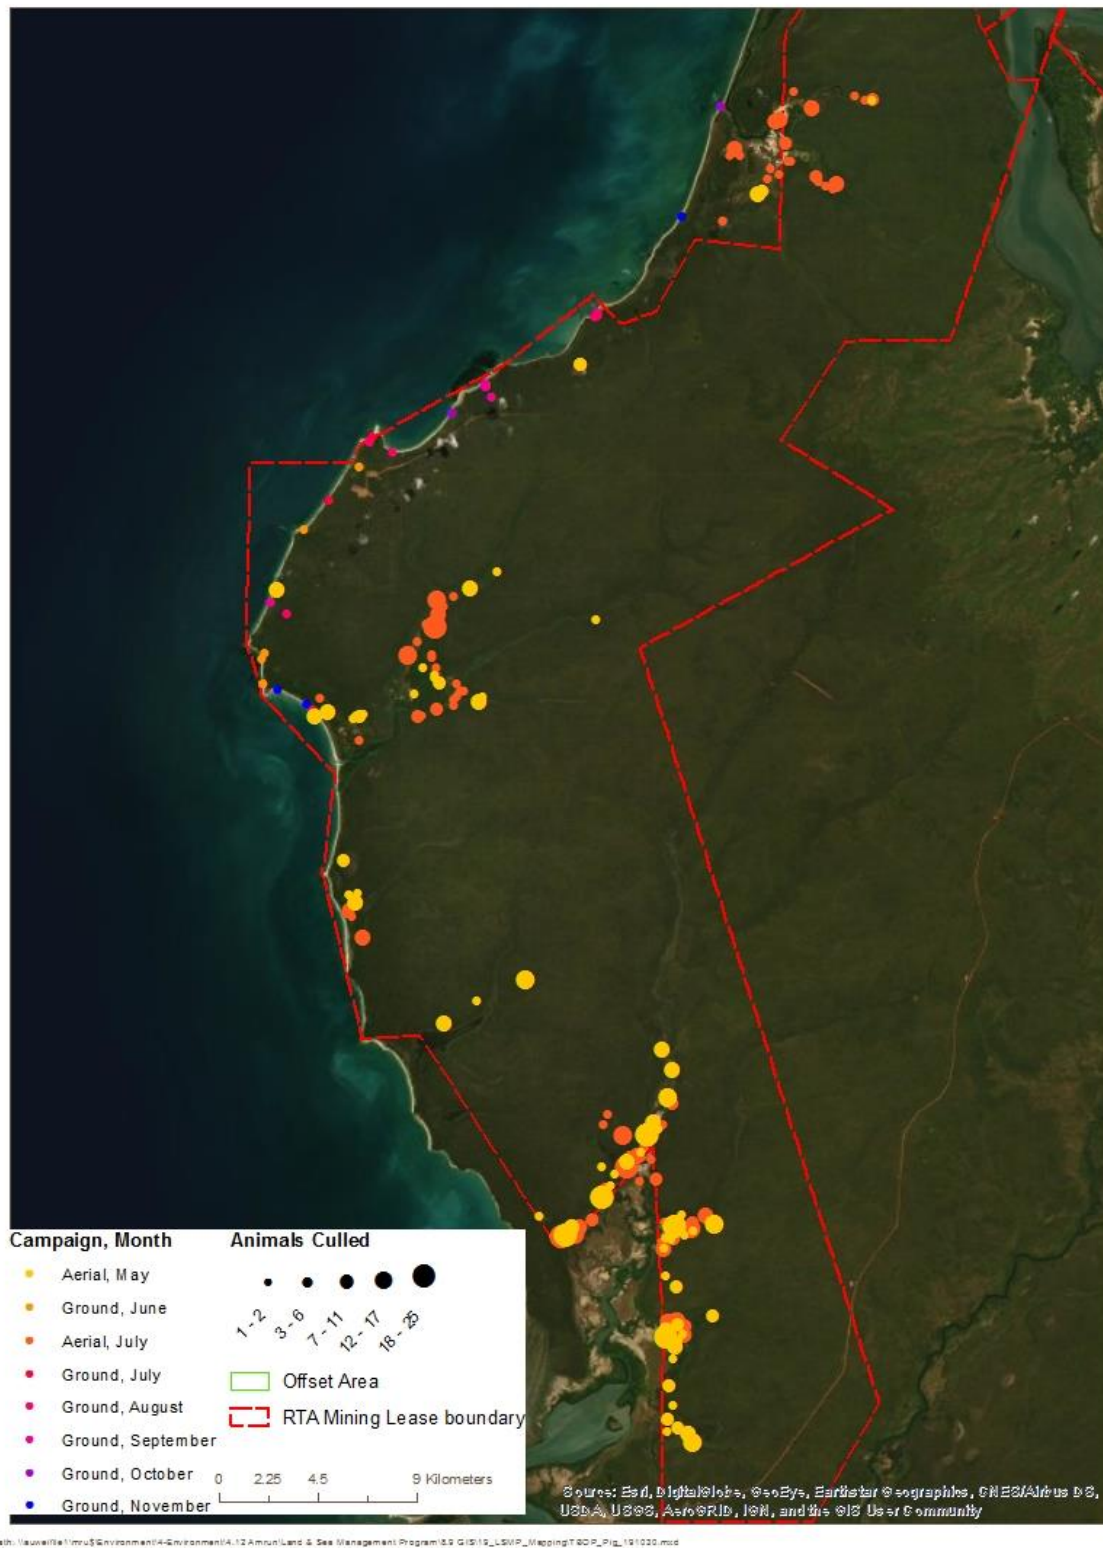 Campaign, Month
Aerial, May
Ground, June
Aerial, July
Ground, July
Ground, August
Ground, September
Ground, October
Ground, November
Animals Culled
1 - 2
3 - 6
7 - 11
12 - 17
18 - 25
Offset Area
RTA Mining Lease boundary
0 2.25 4.5 9 Kilometers
Source: Esri, DigitalGlobe, GeoEye, Earthstar Geographics, CNES/Airbus DS,
USDA, USGS, AeroGRID, IGN, and the GIS User Community